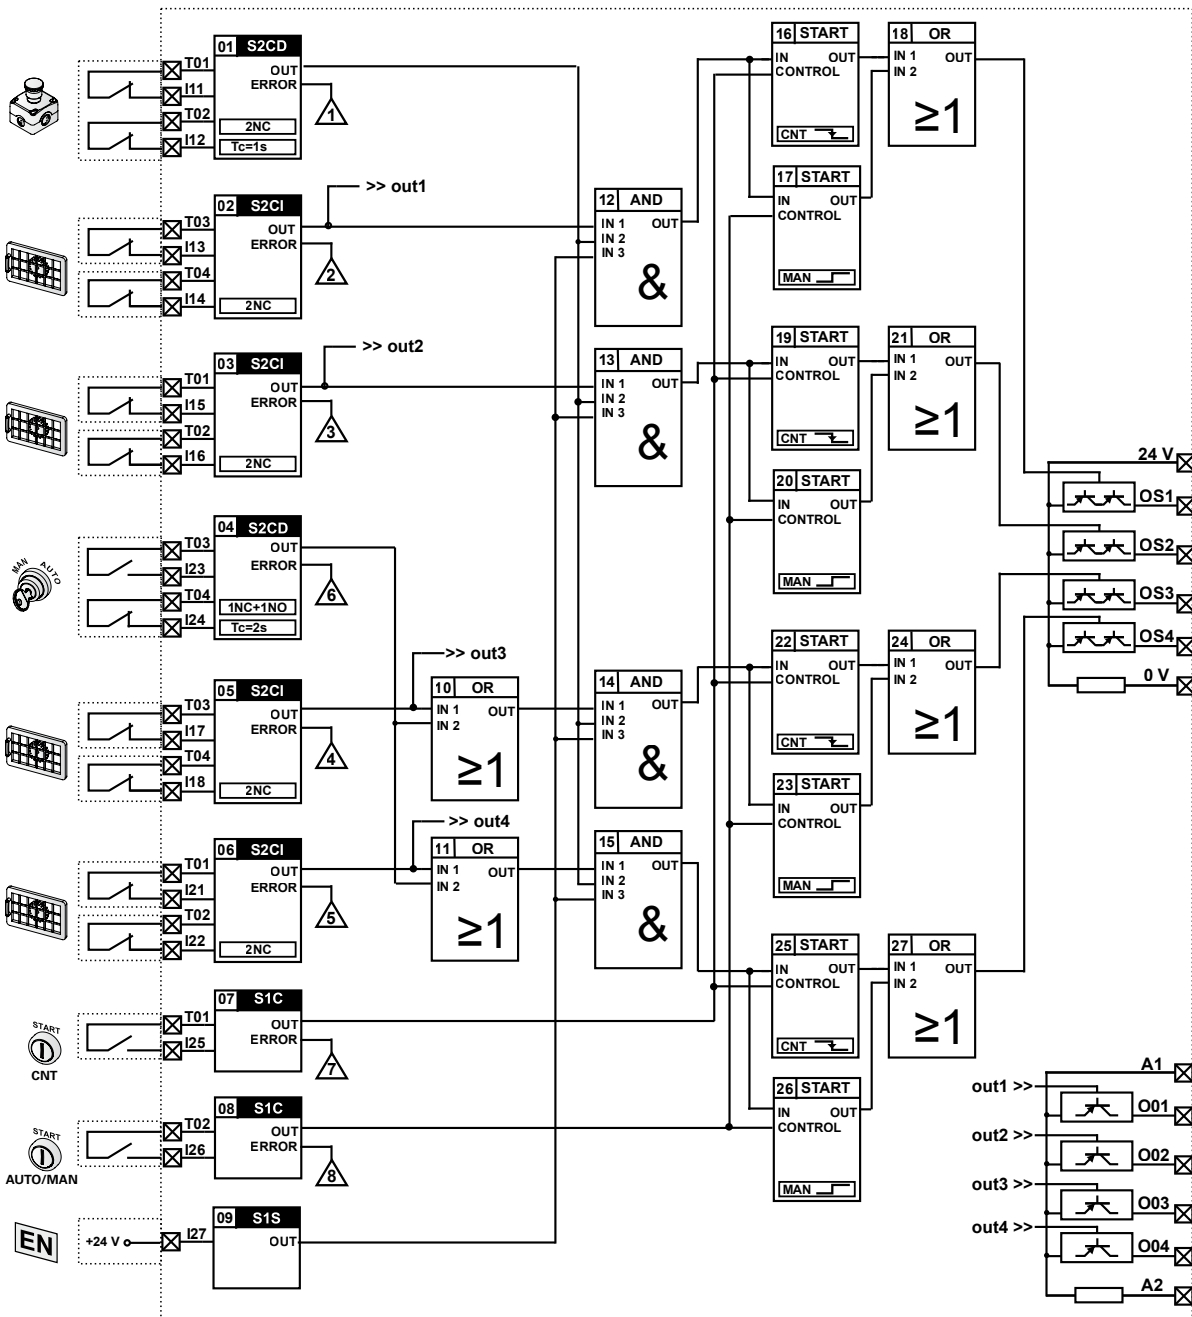 01 S2CD
T01
I11
T02
I12
OUT
ERROR
1
2NC
Tc=1s
02 S2CI
T03
I13
T04
I14
OUT
ERROR
2
2NC
>> out1
03 S2CI
T01
I15
T02
I16
OUT
ERROR
3
2NC
>> out2
MAN AUTO
04 S2CD
T03
I23
T04
I24
OUT
ERROR
6
1NC+1NO
Tc=2s
05 S2CI
T03
I17
T04
I18
OUT
ERROR
4
2NC
>> out3
06 S2CI
T01
I21
T02
I22
OUT
ERROR
5
2NC
>> out4
START
CNT
07 S1C
T01
I25
OUT
ERROR
7
START
AUTO/MAN
08 S1C
T02
I26
OUT
ERROR
8
EN
+24 V
I27
09 S1S
OUT
10 OR
IN 1 OUT
IN 2
≥1
11 OR
IN 1 OUT
IN 2
≥1
12 AND
IN 1 OUT
IN 2
IN 3
&
13 AND
IN 1 OUT
IN 2
IN 3
&
14 AND
IN 1 OUT
IN 2
IN 3
&
15 AND
IN 1 OUT
IN 2
IN 3
&
16 START
IN OUT
CONTROL
CNT
17 START
IN OUT
CONTROL
MAN
18 OR
IN 1 OUT
IN 2
≥1
19 START
IN OUT
CONTROL
CNT
20 START
IN OUT
CONTROL
MAN
21 OR
IN 1 OUT
IN 2
≥1
22 START
IN OUT
CONTROL
CNT
23 START
IN OUT
CONTROL
MAN
24 OR
IN 1 OUT
IN 2
≥1
25 START
IN OUT
CONTROL
CNT
26 START
IN OUT
CONTROL
MAN
27 OR
IN 1 OUT
IN 2
≥1
24 V
OS1
OS2
OS3
OS4
0 V
A1
out1 >>
O01
out2 >>
O02
out3 >>
O03
out4 >>
O04
A2